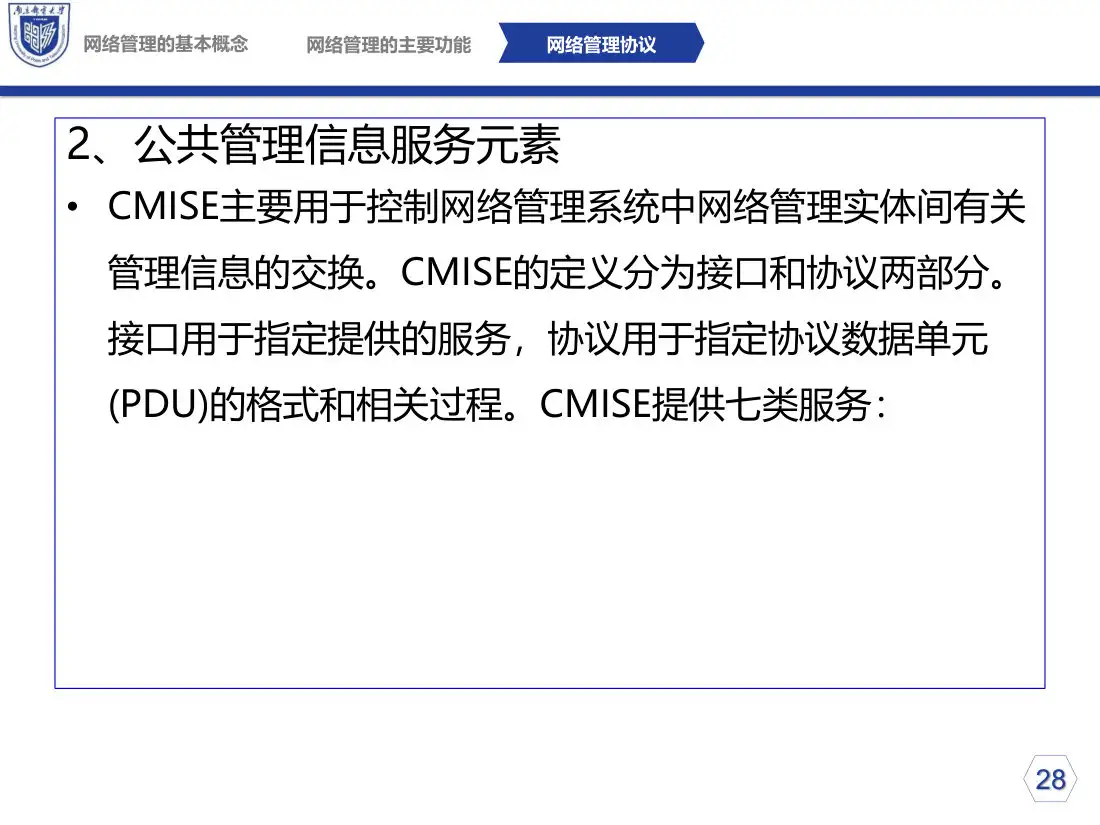 南京邮电大学
网络管理的基本概念
网络管理的主要功能
网络管理协议
2、公共管理信息服务元素
• CMISE主要用于控制网络管理系统中网络管理实体间有关
管理信息的交换。CMISE的定义分为接口和协议两部分。
接口用于指定提供的服务，协议用于指定协议数据单元
(PDU)的格式和相关过程。CMISE提供七类服务：
28